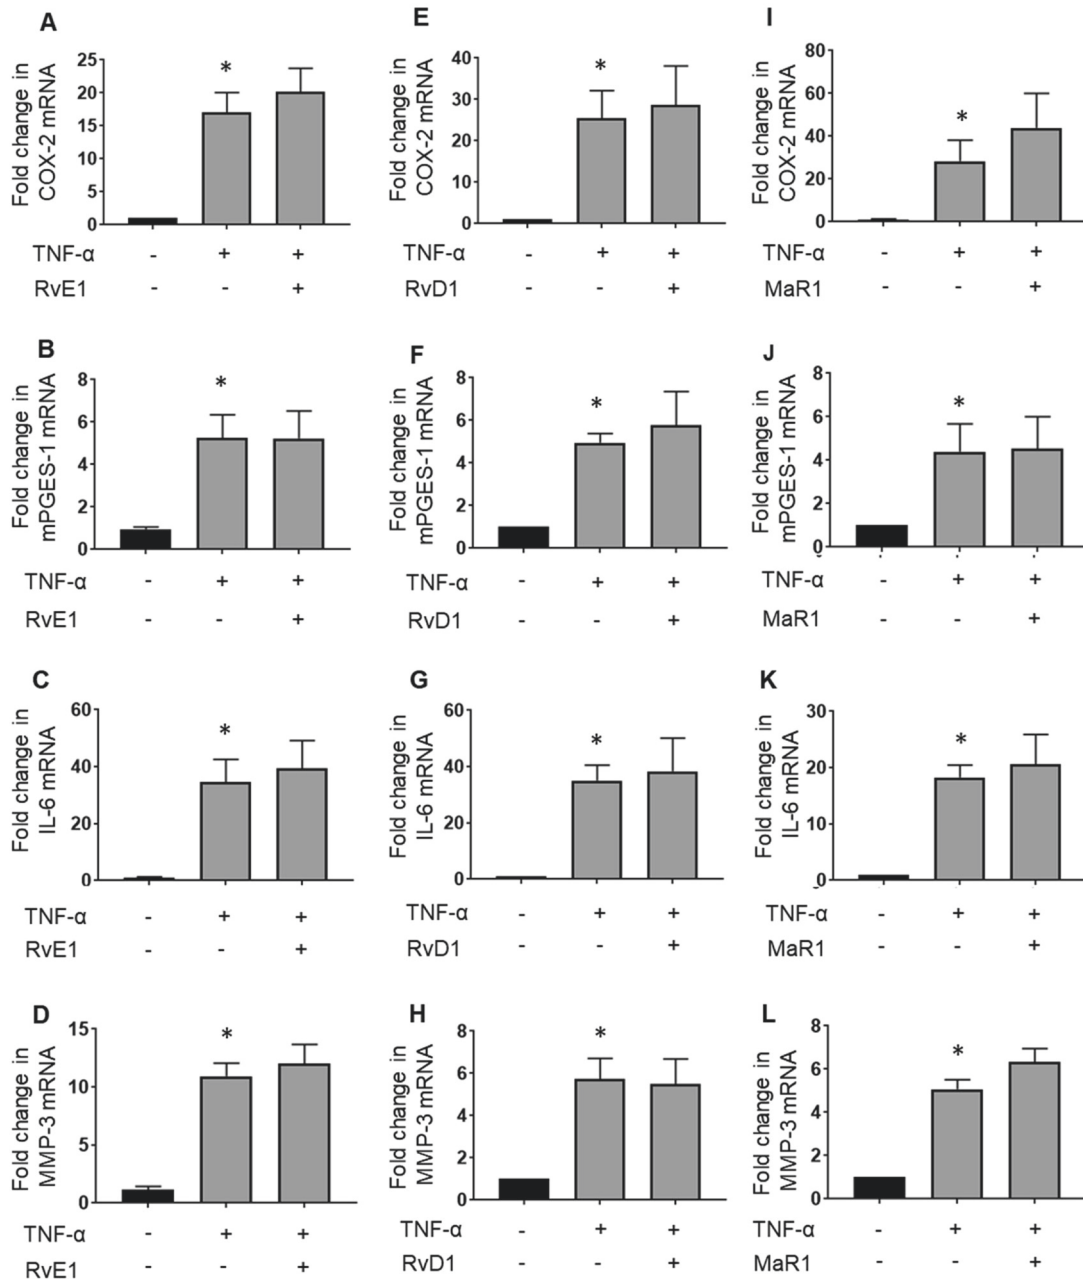 A
Fold change in
COX-2 mRNA
25
20
15
10
5
0
*
TNF-α - + +
RvE1 - - +
E
Fold change in
COX-2 mRNA
40
30
20
10
0
*
TNF-α - + +
RvD1 - - +
I
Fold change in
COX-2 mRNA
80
60
40
20
0
*
TNF-α - + +
MaR1 - - +
B
Fold change in
mPGES-1 mRNA
8
6
4
2
0
*
TNF-α - + +
RvE1 - - +
F
Fold change in
mPGES-1 mRNA
8
6
4
2
0
*
TNF-α - + +
RvD1 - - +
J
Fold change in
mPGES-1 mRNA
8
6
4
2
0
*
TNF-α - + +
MaR1 - - +
C
Fold change in
IL-6 mRNA
60
40
20
0
*
TNF-α - + +
RvE1 - - +
G
Fold change in
IL-6 mRNA
60
40
20
0
*
TNF-α - + +
RvD1 - - +
K
Fold change in
IL-6 mRNA
30
20
10
0
*
TNF-α - + +
MaR1 - - +
D
Fold change in
MMP-3 mRNA
15
10
5
0
*
TNF-α - + +
RvE1 - - +
H
Fold change in
MMP-3 mRNA
8
6
4
2
0
*
TNF-α - + +
RvD1 - - +
L
Fold change in
MMP-3 mRNA
8
6
4
2
0
*
TNF-α - + +
MaR1 - - +